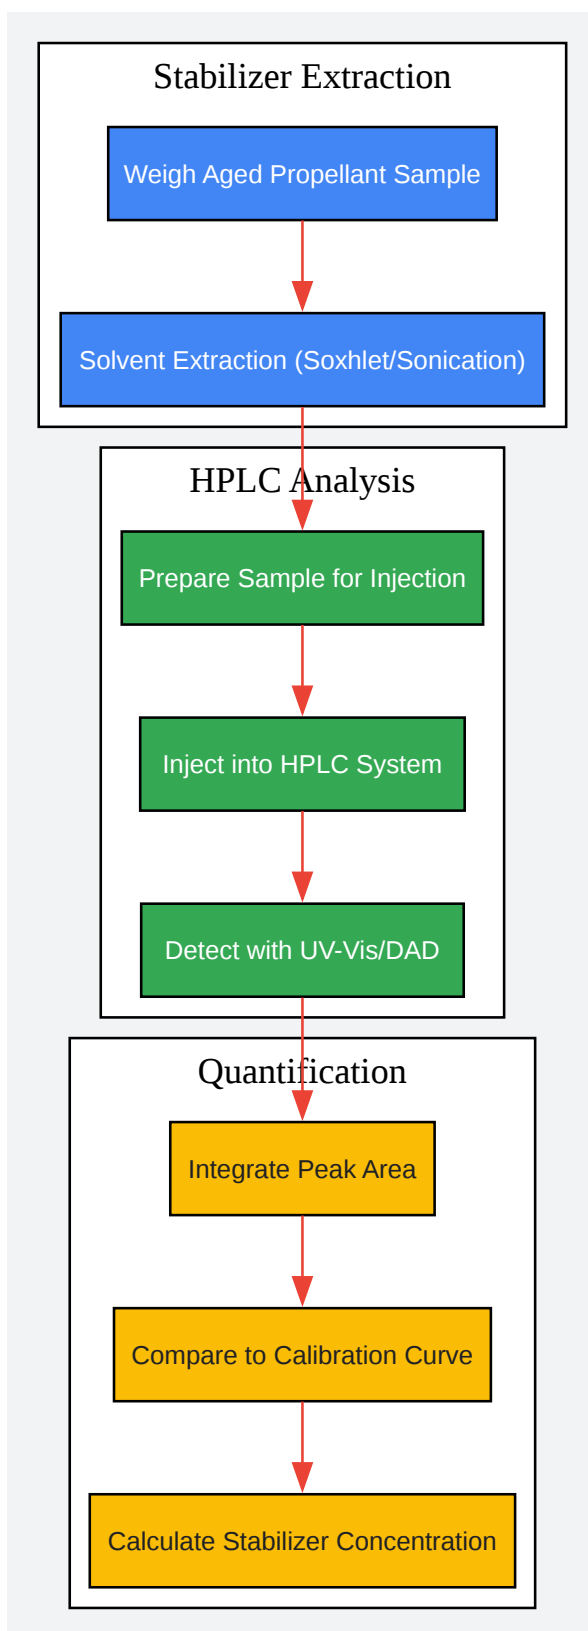 Stabilizer Extraction
Weigh Aged Propellant Sample
Solvent Extraction (Soxhlet/Sonication)
HPLC Analysis
Prepare Sample for Injection
Inject into HPLC System
Detect with UV-Vis/DAD
Quantification
Integrate Peak Area
Compare to Calibration Curve
Calculate Stabilizer Concentration